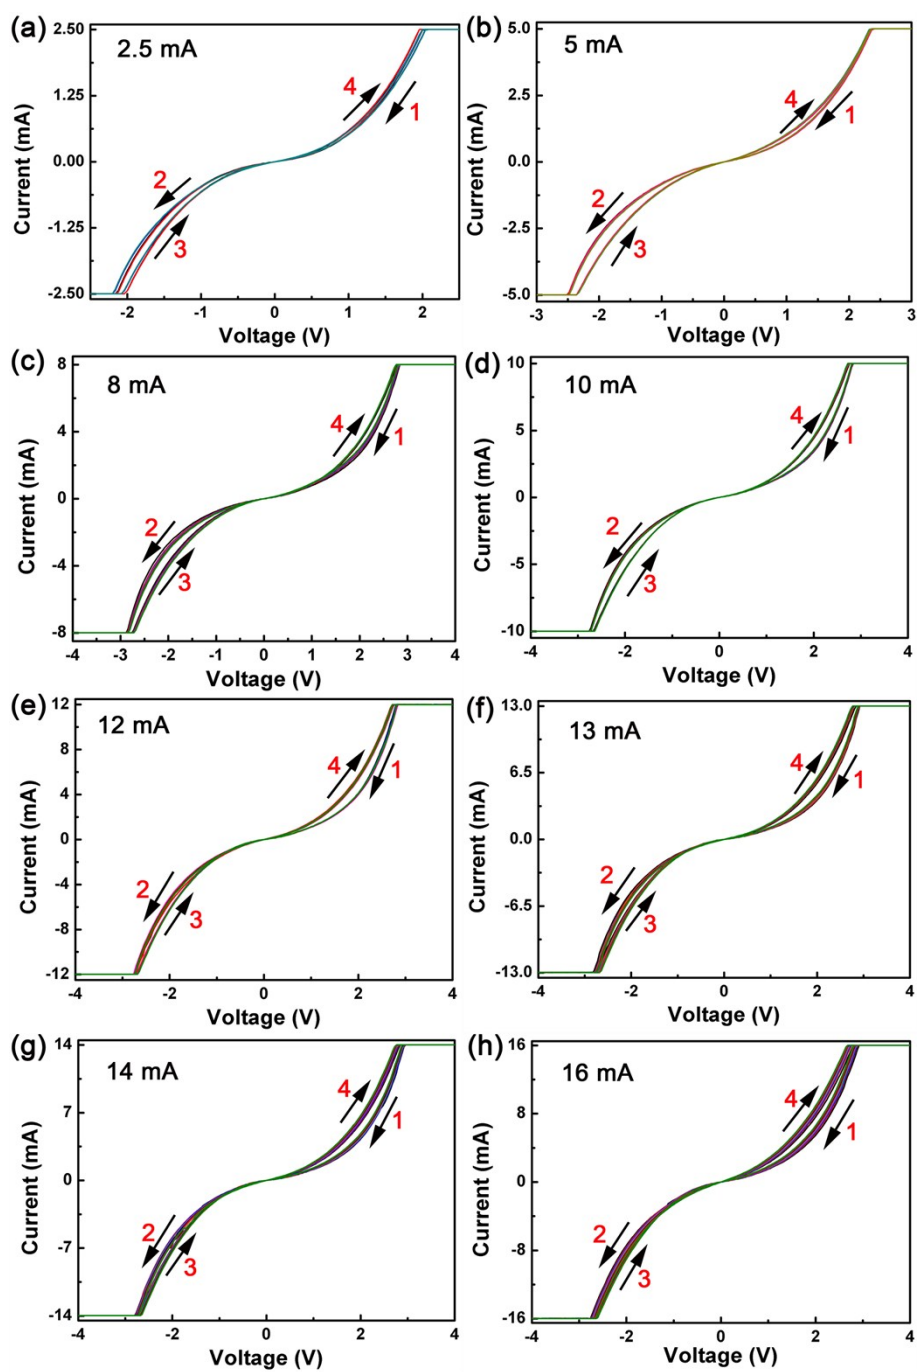 (a)
2.5 mA
2.50
1.25
0.00
-1.25
-2.50
Current (mA)
4
1
2
3
-2 -1 0 1 2
Voltage (V)
(b)
5 mA
5.0
2.5
0.0
-2.5
-5.0
Current (mA)
4
1
2
3
-3 -2 -1 0 1 2 3
Voltage (V)
(c)
8 mA
8
4
0
-4
-8
Current (mA)
4
1
2
3
-4 -3 -2 -1 0 1 2 3 4
Voltage (V)
(d)
10 mA
10
5
0
-5
-10
Current (mA)
4
1
2
3
-4 -2 0 2 4
Voltage (V)
(e)
12 mA
12
8
4
0
-4
-8
-12
Current (mA)
4
1
2
3
-4 -2 0 2 4
Voltage (V)
(f)
13 mA
13.0
6.5
0.0
-6.5
-13.0
Current (mA)
4
1
2
3
-4 -2 0 2 4
Voltage (V)
(g)
14 mA
14
7
0
-7
-14
Current (mA)
4
1
2
3
-4 -2 0 2 4
Voltage (V)
(h)
16 mA
16
8
0
-8
-16
Current (mA)
4
1
2
3
-4 -2 0 2 4
Voltage (V)